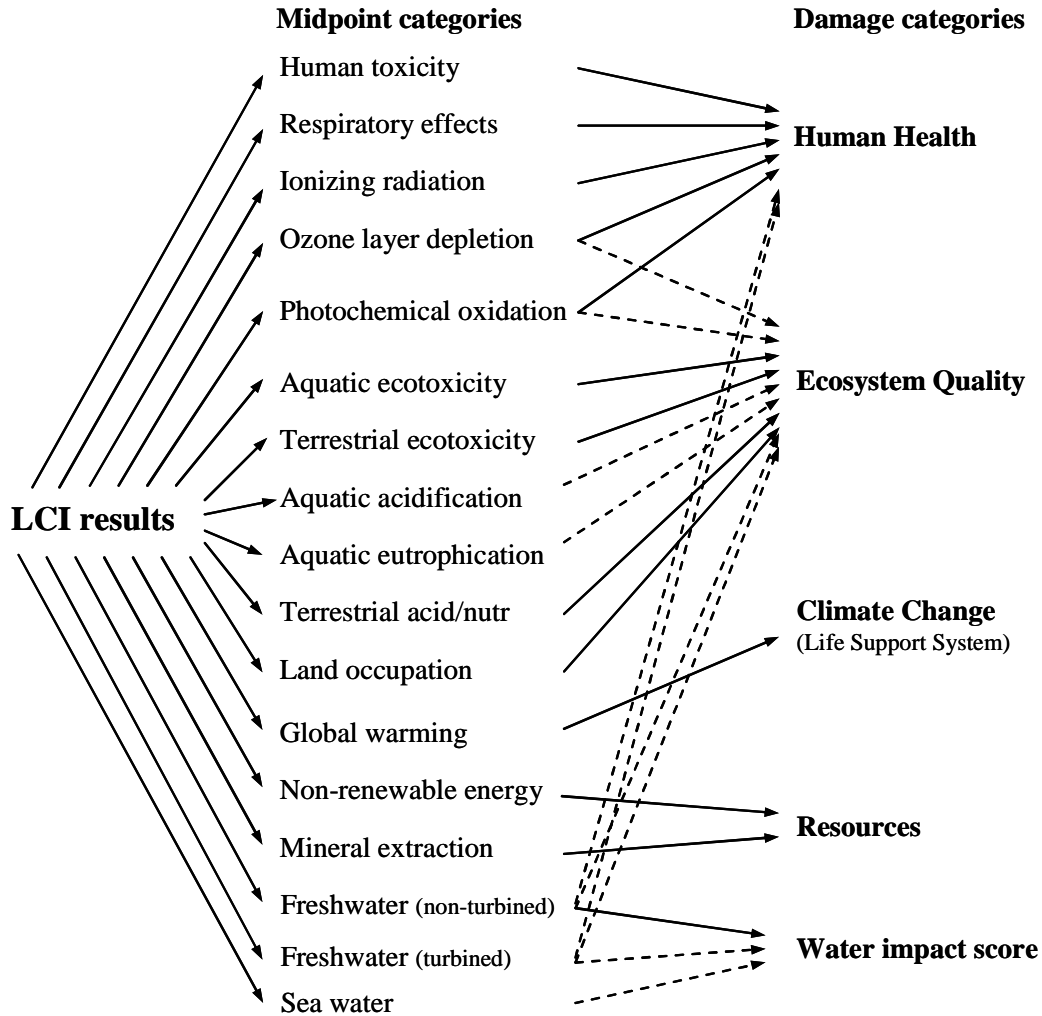 Midpoint categories
Damage categories
Human toxicity
Respiratory effects
Human Health
Ionizing radiation
Ozone layer depletion
Photochemical oxidation
Aquatic ecotoxicity
Ecosystem Quality
Terrestrial ecotoxicity
Aquatic acidification
LCI results
Aquatic eutrophication
Terrestrial acid/nutr
Climate Change
(Life Support System)
Land occupation
Global warming
Non-renewable energy
Resources
Mineral extraction
Freshwater (non-turbined)
Water impact score
Freshwater (turbined)
Sea water